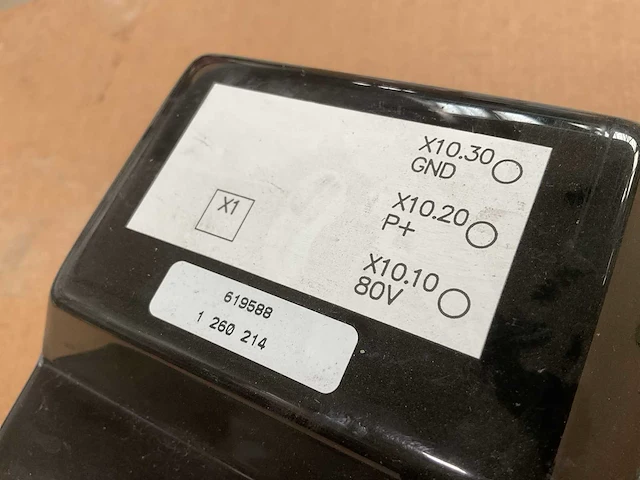 X10.30
GND
X10.20
P+
X1
X10.10
80V
619588
1 260 214